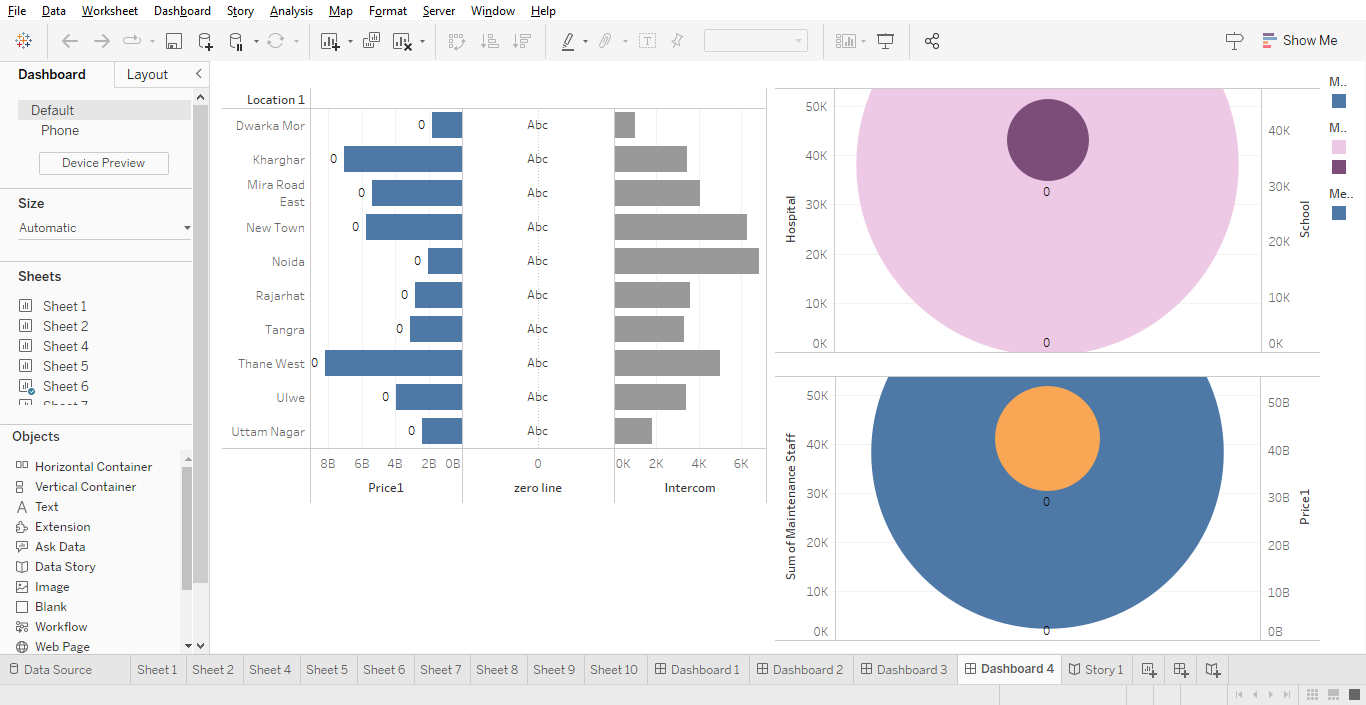 File Data Worksheet Dashboard Story Analysis Map Format Server Window Help
Show Me
Dashboard Layout
Default
Phone
Device Preview
Size
Automatic
Sheets
Sheet 1
Sheet 2
Sheet 4
Sheet 5
Sheet 6
Objects
Horizontal Container
Vertical Container
Text
Extension
Ask Data
Data Story
Image
Blank
Workflow
Web Page
Location 1
Dwarka Mor 0 Abc
Kharghar 0 Abc
Mira Road
East 0 Abc
New Town 0 Abc
Noida 0 Abc
Rajarhat 0 Abc
Tangra 0 Abc
Thane West 0 Abc
Ulwe 0 Abc
Uttam Nagar 0 Abc
8B 6B 4B 2B 0B 0 0K 2K 4K 6K
Price1 zero line Intercom
Hospital
50K
40K
30K
20K
10K
0K
0
0
40K
30K
20K
10K
0K
School
Sum of Maintenance Staff
50K
40K
30K
20K
10K
0K
0
0
50B
40B
30B
20B
10B
0B
Price1
M..
M..
Me..
Data Source Sheet 1 Sheet 2 Sheet 4 Sheet 5 Sheet 6 Sheet 7 Sheet 8 Sheet 9 Sheet 10 Dashboard 1 Dashboard 2 Dashboard 3 Dashboard 4 Story 1